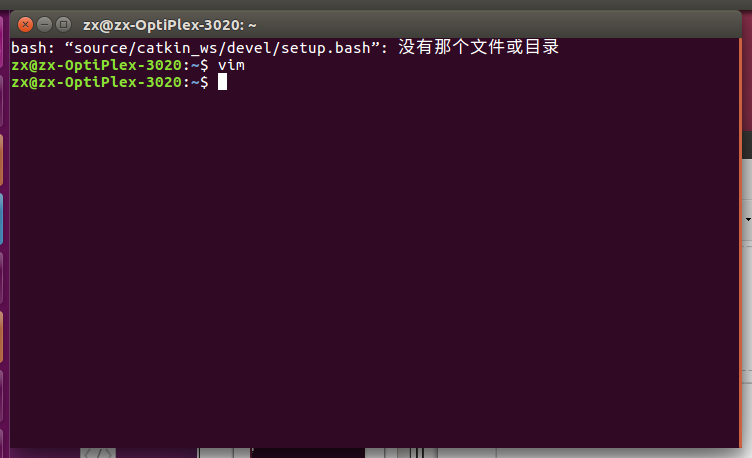 zx@zx-OptiPlex-3020: ~
bash: “source/catkin_ws/devel/setup.bash”: 没有那个文件或目录
zx@zx-OptiPlex-3020:~$ vim
zx@zx-OptiPlex-3020:~$